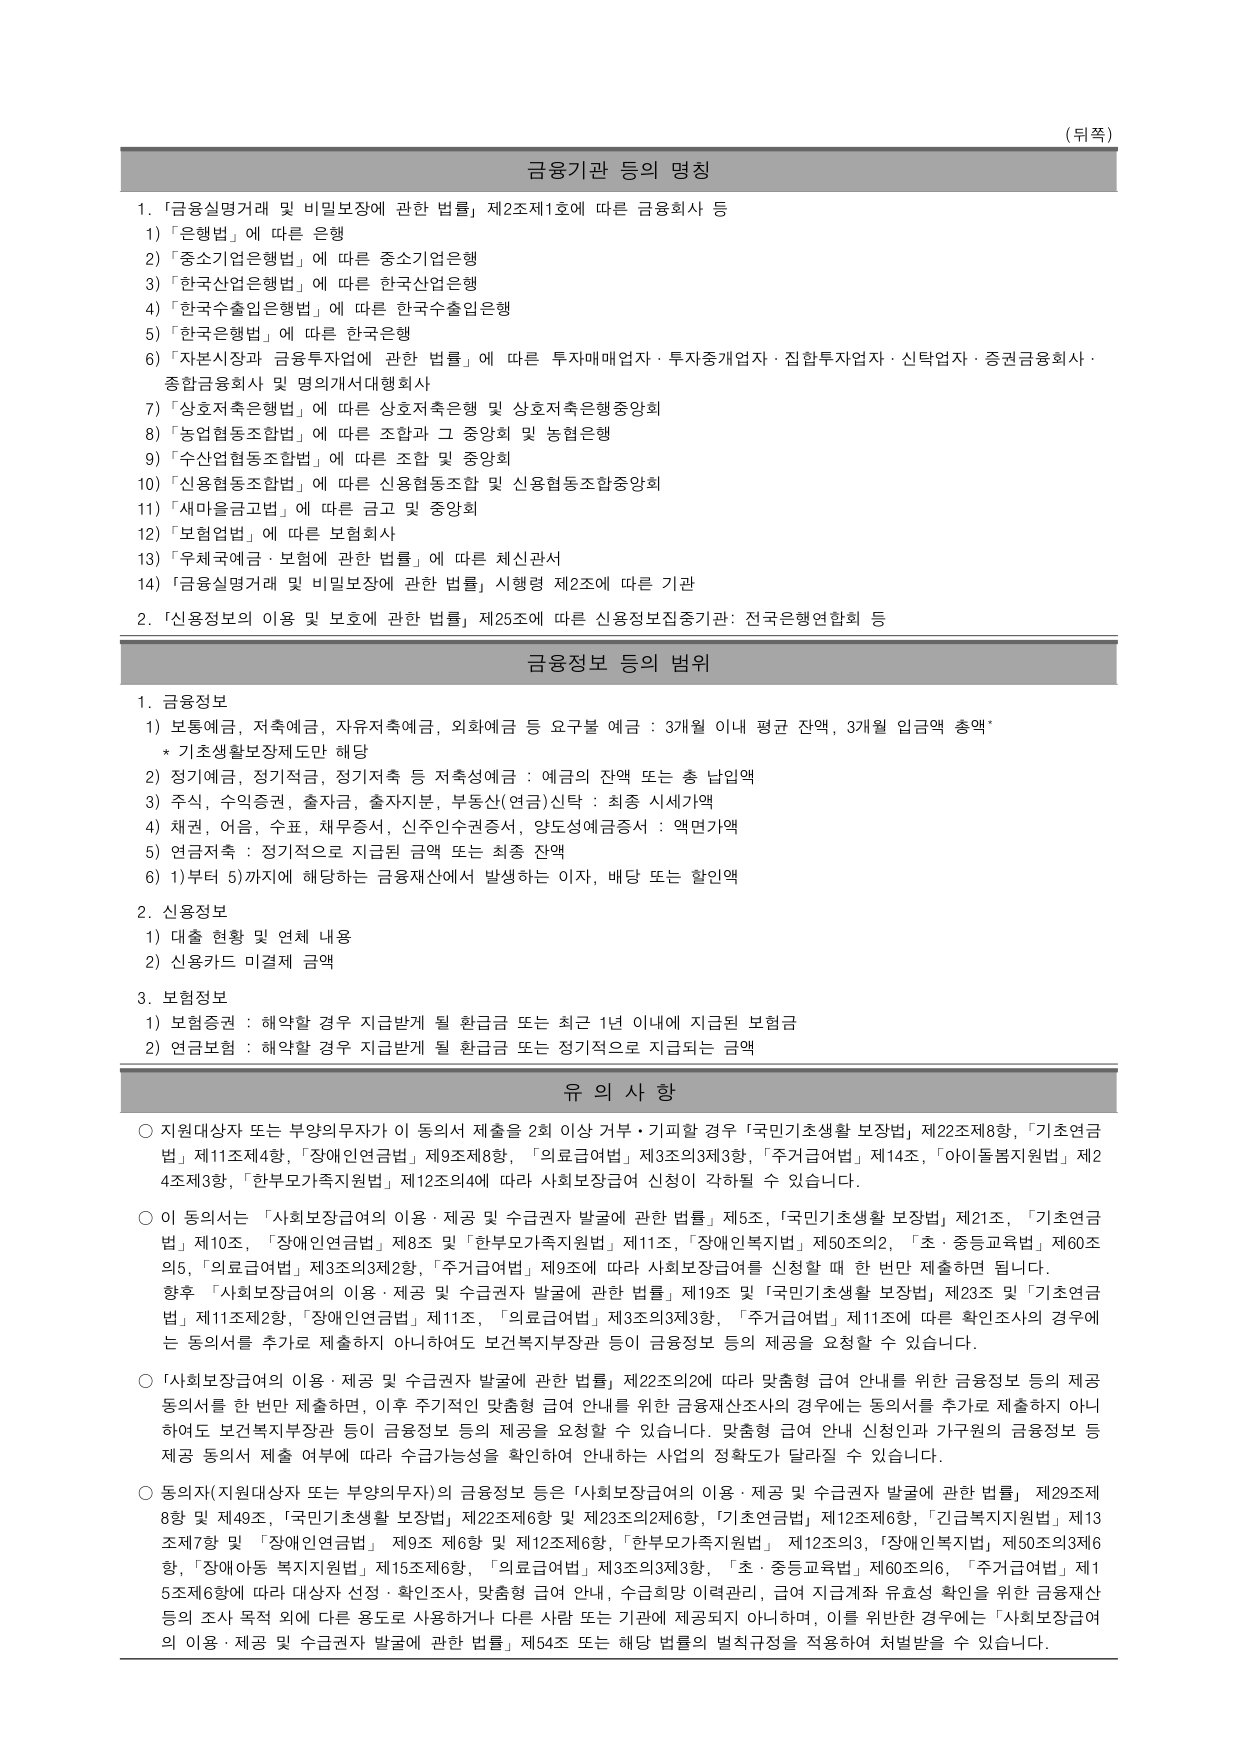 (뒤쪽)
금융기관 등의 명칭
1. 「금융실명거래 및 비밀보장에 관한 법률」 제2조제1호에 따른 금융회사 등
1) 「은행법」에 따른 은행
2) 「중소기업은행법」에 따른 중소기업은행
3) 「한국산업은행법」에 따른 한국산업은행
4) 「한국수출입은행법」에 따른 한국수출입은행
5) 「한국은행법」에 따른 한국은행
6) 「자본시장과 금융투자업에 관한 법률」에 따른 투자매매업자ㆍ투자중개업자ㆍ집합투자업자ㆍ신탁업자ㆍ증권금융회사ㆍ
종합금융회사 및 명의개서대행회사
7) 「상호저축은행법」에 따른 상호저축은행 및 상호저축은행중앙회
8) 「농업협동조합법」에 따른 조합과 그 중앙회 및 농협은행
9) 「수산업협동조합법」에 따른 조합 및 중앙회
10) 「신용협동조합법」에 따른 신용협동조합 및 신용협동조합중앙회
11) 「새마을금고법」에 따른 금고 및 중앙회
12) 「보험업법」에 따른 보험회사
13) 「우체국예금ㆍ보험에 관한 법률」에 따른 체신관서
14) 「금융실명거래 및 비밀보장에 관한 법률」 시행령 제2조에 따른 기관
2. 「신용정보의 이용 및 보호에 관한 법률」 제25조에 따른 신용정보집중기관: 전국은행연합회 등
금융정보 등의 범위
1. 금융정보
1) 보통예금, 저축예금, 자유저축예금, 외화예금 등 요구불 예금 : 3개월 이내 평균 잔액, 3개월 입금액 총액*
* 기초생활보장제도만 해당
2) 정기예금, 정기적금, 정기저축 등 저축성예금 : 예금의 잔액 또는 총 납입액
3) 주식, 수익증권, 출자금, 출자지분, 부동산(연금)신탁 : 최종 시세가액
4) 채권, 어음, 수표, 채무증서, 신주인수권증서, 양도성예금증서 : 액면가액
5) 연금저축 : 정기적으로 지급된 금액 또는 최종 잔액
6) 1)부터 5)까지에 해당하는 금융재산에서 발생하는 이자, 배당 또는 할인액
2. 신용정보
1) 대출 현황 및 연체 내용
2) 신용카드 미결제 금액
3. 보험정보
1) 보험증권 : 해약할 경우 지급받게 될 환급금 또는 최근 1년 이내에 지급된 보험금
2) 연금보험 : 해약할 경우 지급받게 될 환급금 또는 정기적으로 지급되는 금액
유 의 사 항
○ 지원대상자 또는 부양의무자가 이 동의서 제출을 2회 이상 거부•기피할 경우 「국민기초생활 보장법」 제22조제8항, 「기초연금
법」 제11조제4항, 「장애인연금법」 제9조제8항, 「의료급여법」 제3조의3제3항, 「주거급여법」 제14조, 「아이돌봄지원법」 제2
4조제3항, 「한부모가족지원법」 제12조의4에 따라 사회보장급여 신청이 각하될 수 있습니다.
○ 이 동의서는 「사회보장급여의 이용ㆍ제공 및 수급권자 발굴에 관한 법률」 제5조, 「국민기초생활 보장법」 제21조, 「기초연금
법」 제10조, 「장애인연금법」 제8조 및 「한부모가족지원법」 제11조, 「장애인복지법」 제50조의2, 「초ㆍ중등교육법」 제60조
의5, 「의료급여법」 제3조의3제2항, 「주거급여법」 제9조에 따라 사회보장급여를 신청할 때 한 번만 제출하면 됩니다.
향후 「사회보장급여의 이용ㆍ제공 및 수급권자 발굴에 관한 법률」 제19조 및 「국민기초생활 보장법」 제23조 및 「기초연금
법」 제11조제2항, 「장애인연금법」 제11조, 「의료급여법」 제3조의3제3항, 「주거급여법」 제11조에 따른 확인조사의 경우에
는 동의서를 추가로 제출하지 아니하여도 보건복지부장관 등이 금융정보 등의 제공을 요청할 수 있습니다.
○ 「사회보장급여의 이용ㆍ제공 및 수급권자 발굴에 관한 법률」 제22조의2에 따라 맞춤형 급여 안내를 위한 금융정보 등의 제공
동의서를 한 번만 제출하면, 이후 주기적인 맞춤형 급여 안내를 위한 금융재산조사의 경우에는 동의서를 추가로 제출하지 아니
하여도 보건복지부장관 등이 금융정보 등의 제공을 요청할 수 있습니다. 맞춤형 급여 안내 신청인과 가구원의 금융정보 등
제공 동의서 제출 여부에 따라 수급가능성을 확인하여 안내하는 사업의 정확도가 달라질 수 있습니다.
○ 동의자(지원대상자 또는 부양의무자)의 금융정보 등은 「사회보장급여의 이용ㆍ제공 및 수급권자 발굴에 관한 법률」 제29조제
8항 및 제49조, 「국민기초생활 보장법」 제22조제6항 및 제23조의2제6항, 「기초연금법」 제12조제6항, 「긴급복지지원법」 제13
조제7항 및 「장애인연금법」 제9조 제6항 및 제12조제6항, 「한부모가족지원법」 제12조의3, 「장애인복지법」 제50조의3제6
항, 「장애아동 복지지원법」 제15조제6항, 「의료급여법」 제3조의3제3항, 「초ㆍ중등교육법」 제60조의6, 「주거급여법」 제1
5조제6항에 따라 대상자 선정ㆍ확인조사, 맞춤형 급여 안내, 수급희망 이력관리, 급여 지급계좌 유효성 확인을 위한 금융재산
등의 조사 목적 외에 다른 용도로 사용하거나 다른 사람 또는 기관에 제공되지 아니하며, 이를 위반한 경우에는 「사회보장급여
의 이용ㆍ제공 및 수급권자 발굴에 관한 법률」 제54조 또는 해당 법률의 벌칙규정을 적용하여 처벌받을 수 있습니다.